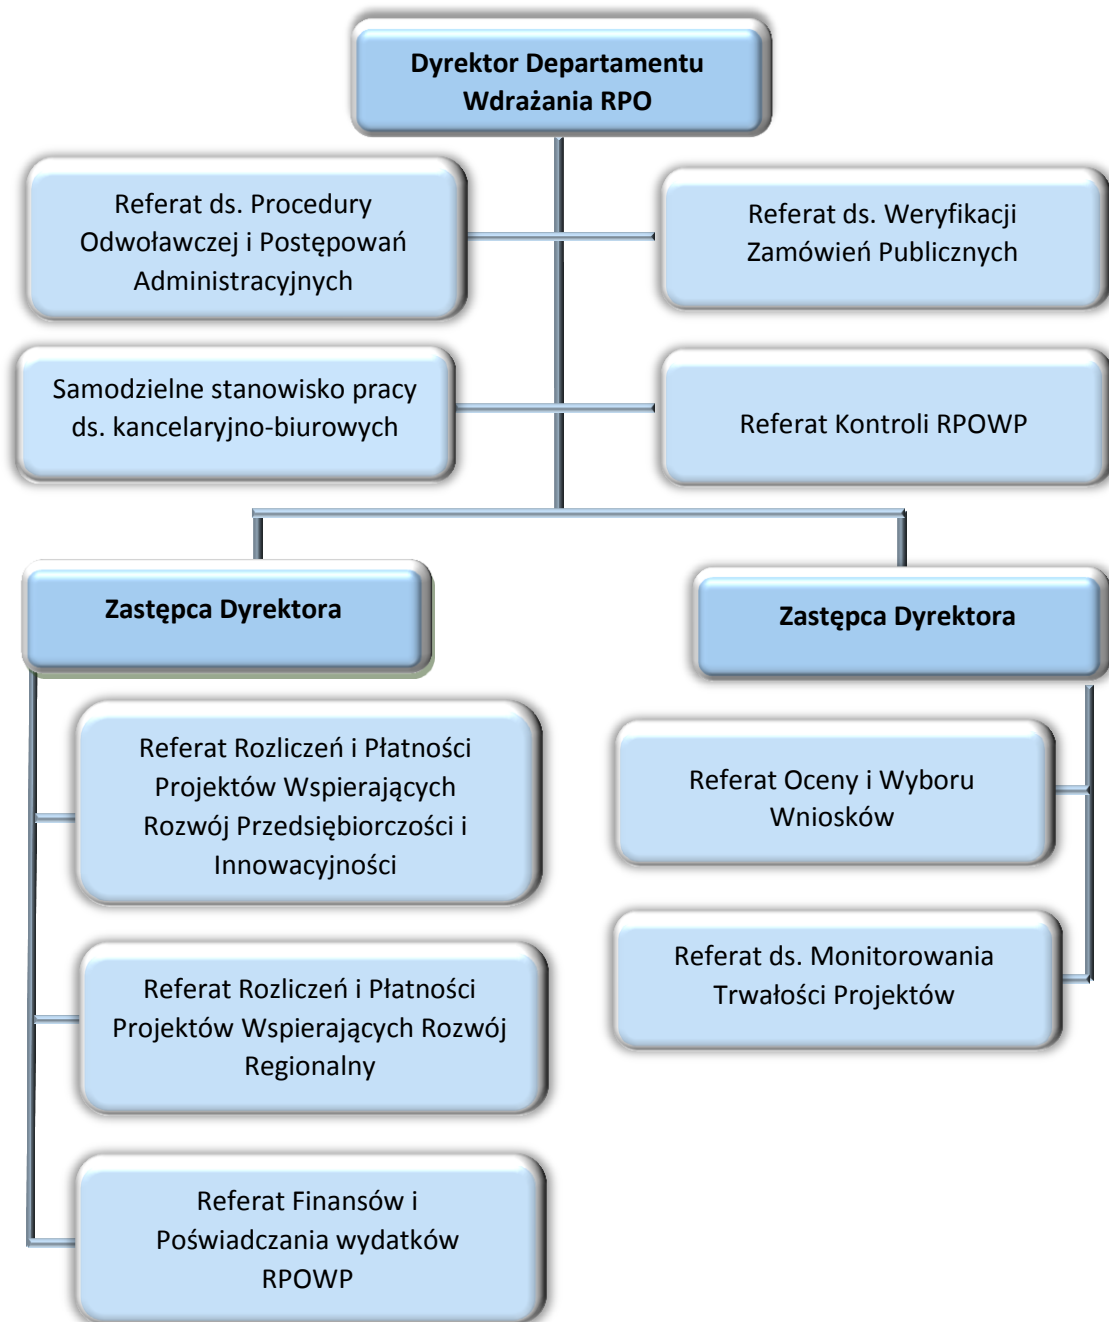 Dyrektor Departamentu
Wdrażania RPO
Referat ds. Procedury
Odwoławczej i Postępowań
Administracyjnych
Referat ds. Weryfikacji
Zamówień Publicznych
Samodzielne stanowisko pracy
ds. kancelaryjno-biurowych
Referat Kontroli RPOWP
Zastępca Dyrektora
Zastępca Dyrektora
Referat Rozliczeń i Płatności
Projektów Wspierających
Rozwój Przedsiębiorczości i
Innowacyjności
Referat Rozliczeń i Płatności
Projektów Wspierających Rozwój
Regionalny
Referat Finansów i
Poświadczania wydatków
RPOWP
Referat Oceny i Wyboru
Wniosków
Referat ds. Monitorowania
Trwałości Projektów